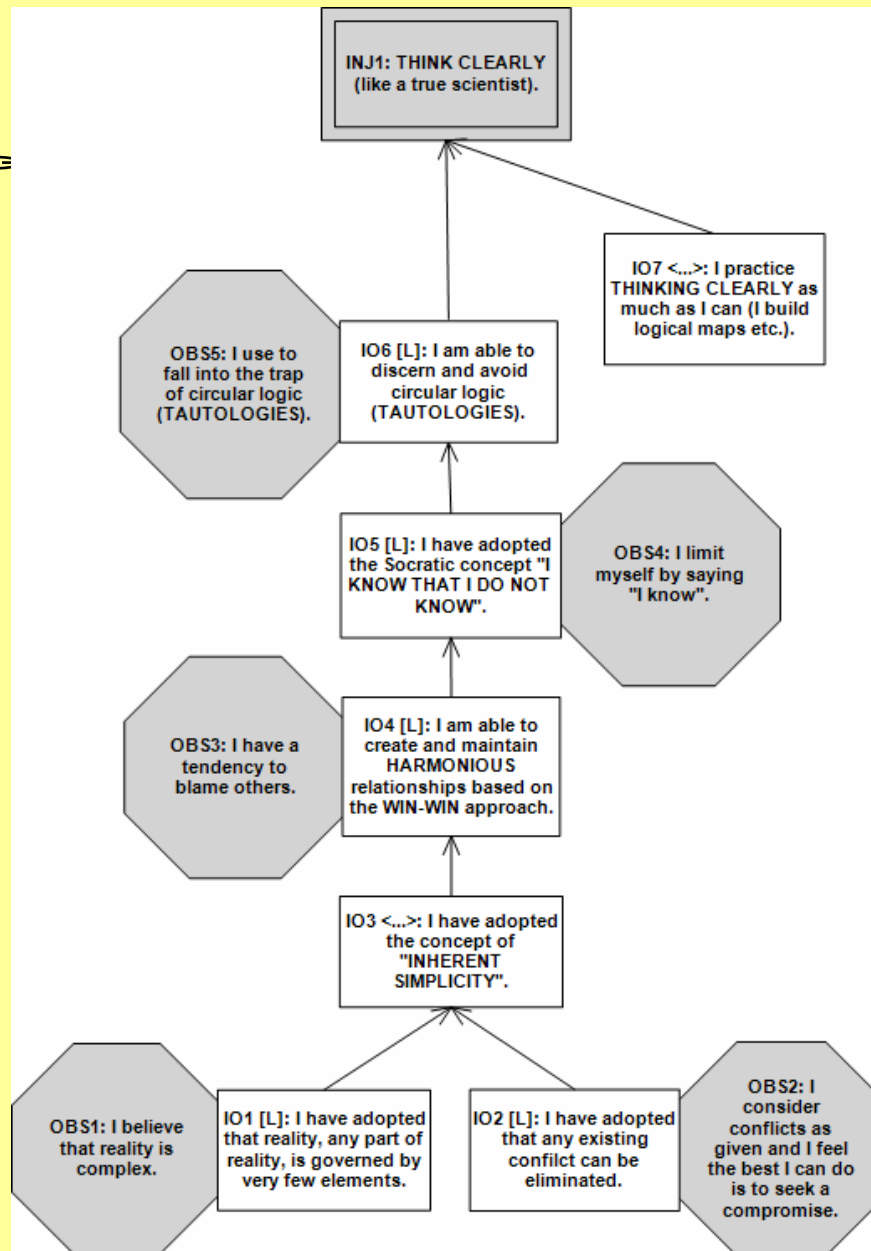 INJ1: THINK CLEARLY
(like a true scientist).
IO7 <...>: I practice
THINKING CLEARLY as
much as I can (I build
logical maps etc.).
OBS5: I use to
fall into the trap
of circular logic
(TAUTOLOGIES).
IO6 [L]: I am able to
discern and avoid
circular logic
(TAUTOLOGIES).
IO5 [L]: I have adopted
the Socratic concept "I
KNOW THAT I DO NOT
KNOW".
OBS4: I limit
myself by saying
"I know".
OBS3: I have a
tendency to
blame others.
IO4 [L]: I am able to
create and maintain
HARMONIOUS
relationships based on
the WIN-WIN approach.
IO3 <...>: I have adopted
the concept of
"INHERENT
SIMPLICITY".
OBS1: I believe
that reality is
complex.
IO1 [L]: I have adopted
that reality, any part of
reality, is governed by
very few elements.
IO2 [L]: I have adopted
that any existing
confilct can be
eliminated.
OBS2: I
consider
conflicts as
given and I feel
the best I can do
is to seek a
compromise.